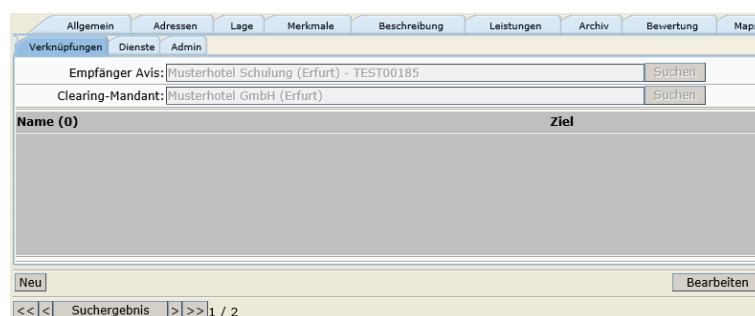 Allgemein Adressen Lage Merkmale Beschreibung Leistungen Archiv Bewertung Maps
Verknüpfungen Dienste Admin
Empfänger Avis: Musterhotel Schulung (Erfurt) - TEST00185 Suchen
Clearing-Mandant: Musterhotel GmbH (Erfurt) Suchen
Name (0) Ziel
Neu Bearbeiten
<< < Suchergebnis > >> 1 / 2